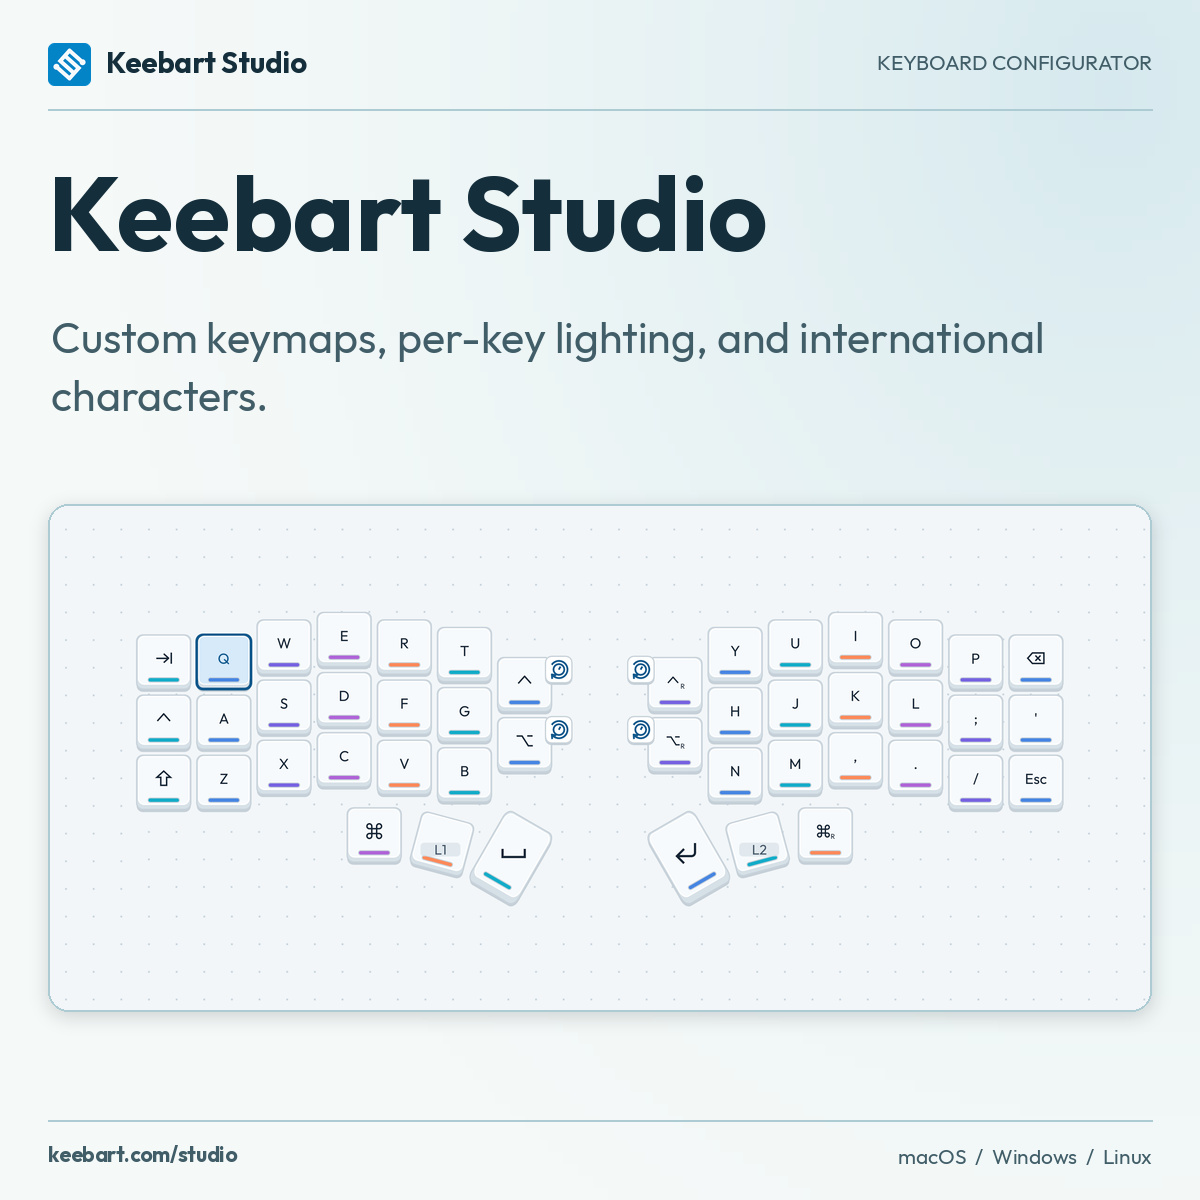 Keebart Studio
KEYBOARD CONFIGURATOR
Keebart Studio
Custom keymaps, per-key lighting, and international
characters.
Q W E R T Y U I O P
A S D F G H J K L ; '
Z X C V B N M , . / Esc
R
R
L1 L2 R
keebart.com/studio
macOS / Windows / Linux